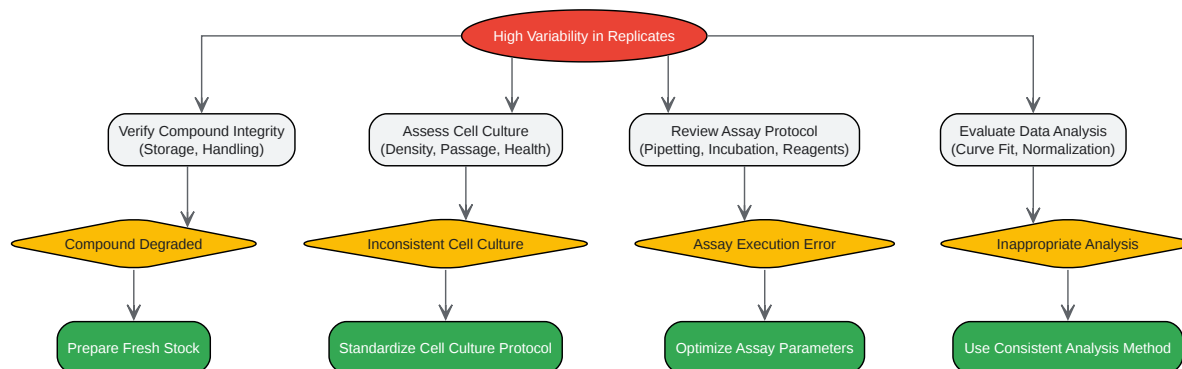 High Variability in Replicates
Verify Compound Integrity
(Storage, Handling)
Assess Cell Culture
(Density, Passage, Health)
Review Assay Protocol
(Pipetting, Incubation, Reagents)
Evaluate Data Analysis
(Curve Fit, Normalization)
Compound Degraded
Inconsistent Cell Culture
Assay Execution Error
Inappropriate Analysis
Prepare Fresh Stock
Standardize Cell Culture Protocol
Optimize Assay Parameters
Use Consistent Analysis Method